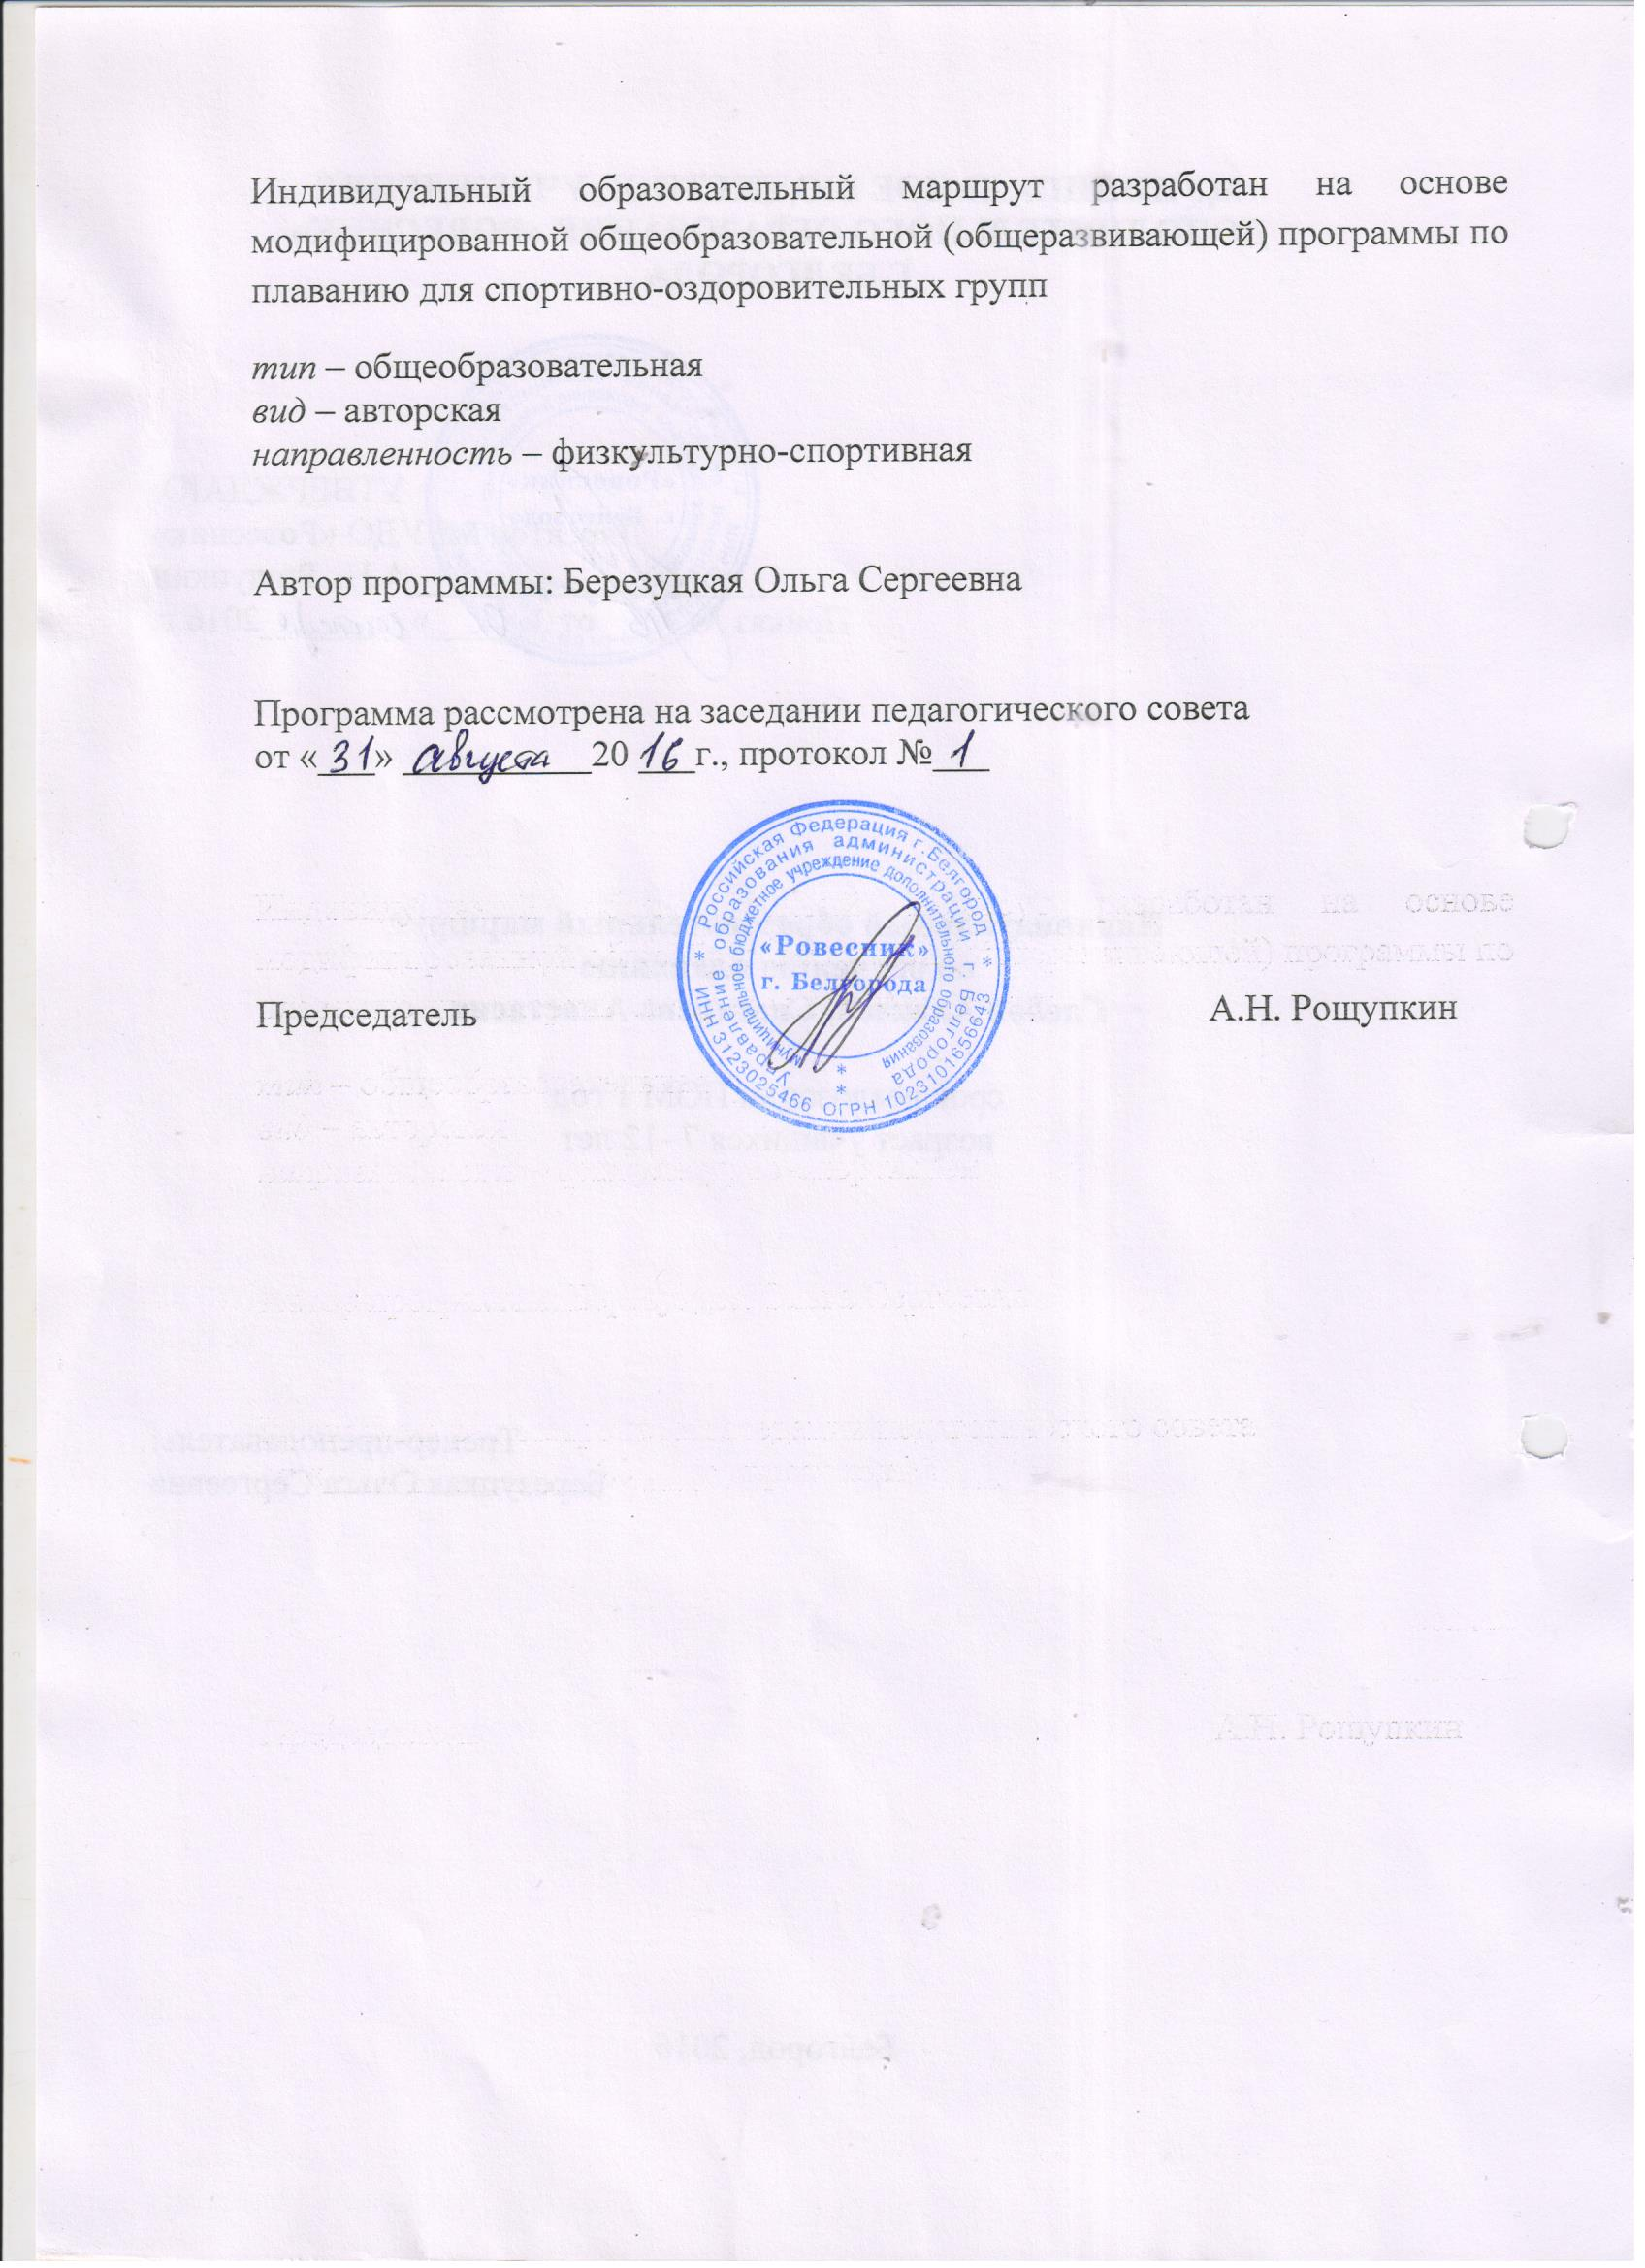 Индивидуальный образовательный маршрут разработан на основе
модифицированной общеобразовательной (общеразвивающей) программы по
плаванию для спортивно-оздоровительных групп
тип – общеобразовательная
вид – авторская
направленность – физкультурно-спортивная
Автор программы: Березуцкая Ольга Сергеевна
Программа рассмотрена на заседании педагогического совета
от «31» августа 2016 г., протокол № 1
* Российская Федерация г.Белгород *
ИНН 3123025466 ОГРН 1023101656643
Управление образования администрации г. Белгорода *
муниципальное бюджетное учреждение дополнительного образования *
«Ровесник»
г. Белгорода
Председатель А.Н. Рощупкин